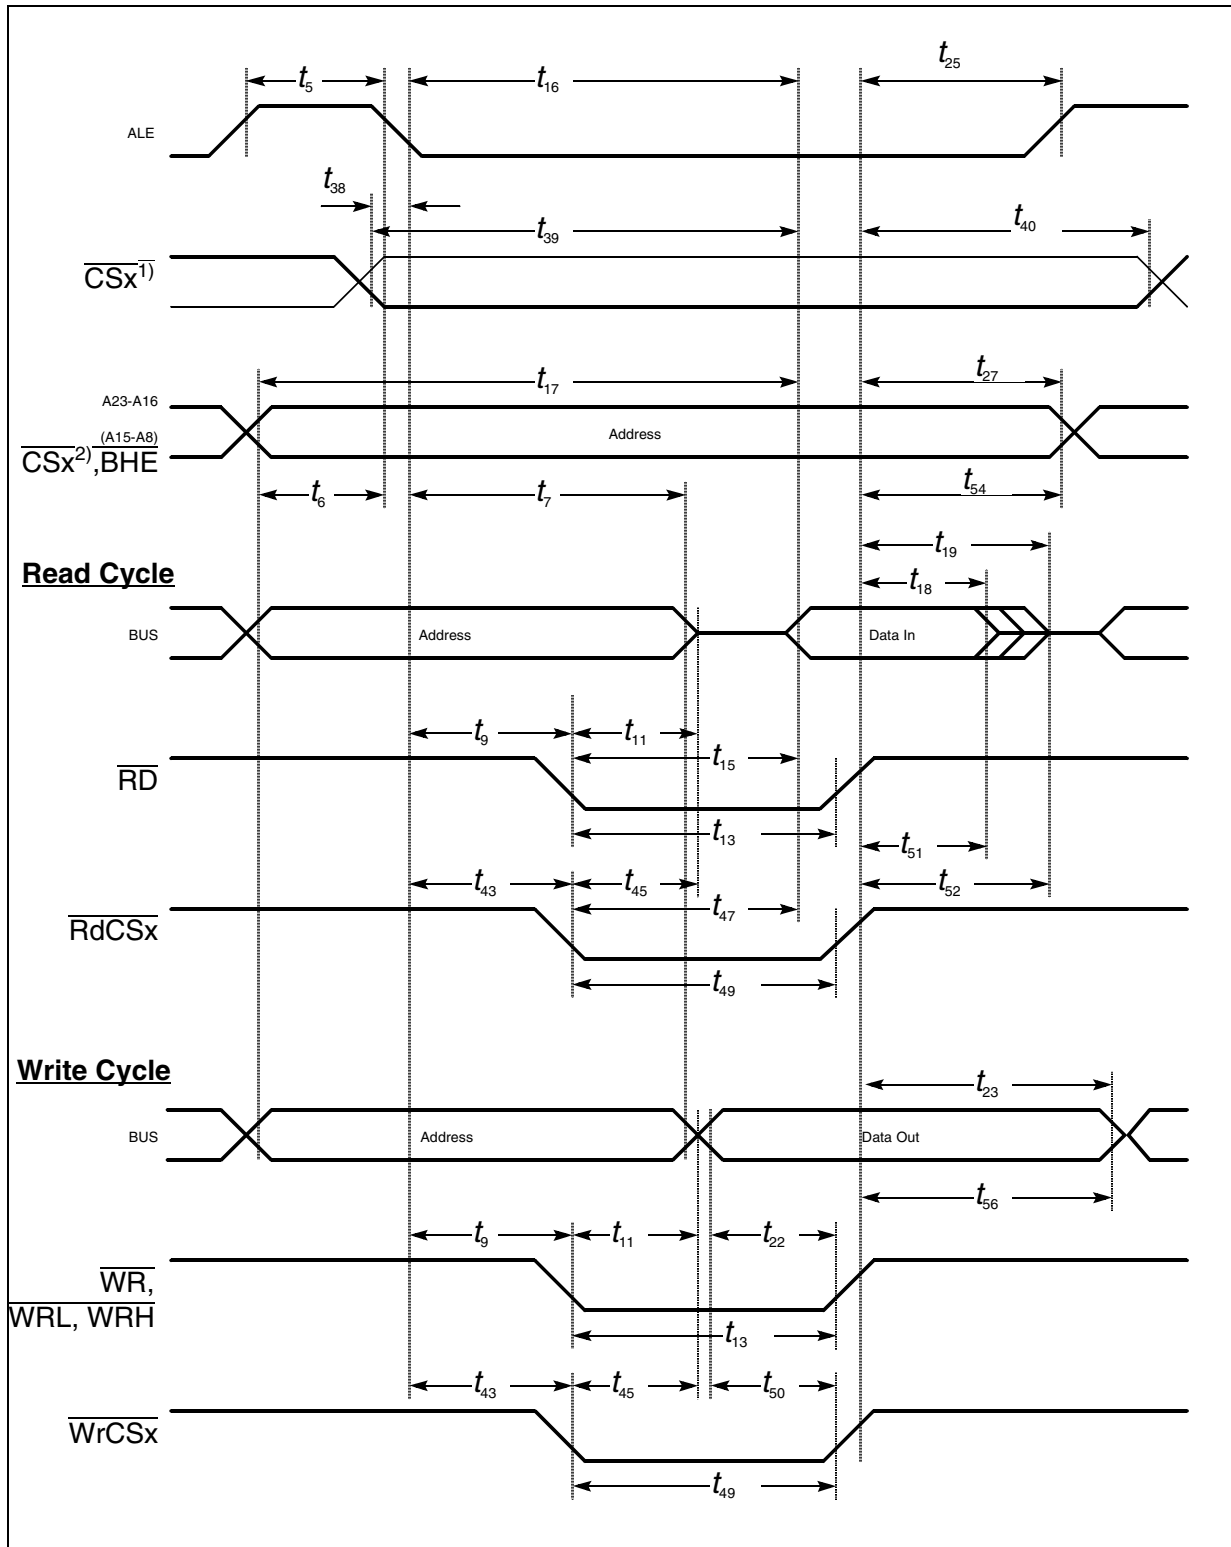 t25
t5
t16
ALE
t38
t39
t40
CSx1)
t17
t27
A23-A16
(A15-A8)
Address
CSx2),BHE
t6
t7
t54
t19
Read Cycle
t18
BUS
Address
Data In
t9
t11
t15
RD
t13
t51
t43
t45
t52
t47
RdCSx
t49
Write Cycle
t23
BUS
Address
Data Out
t56
t9
t11
t22
WR,
WRL, WRH
t13
t43
t45
t50
WrCSx
t49